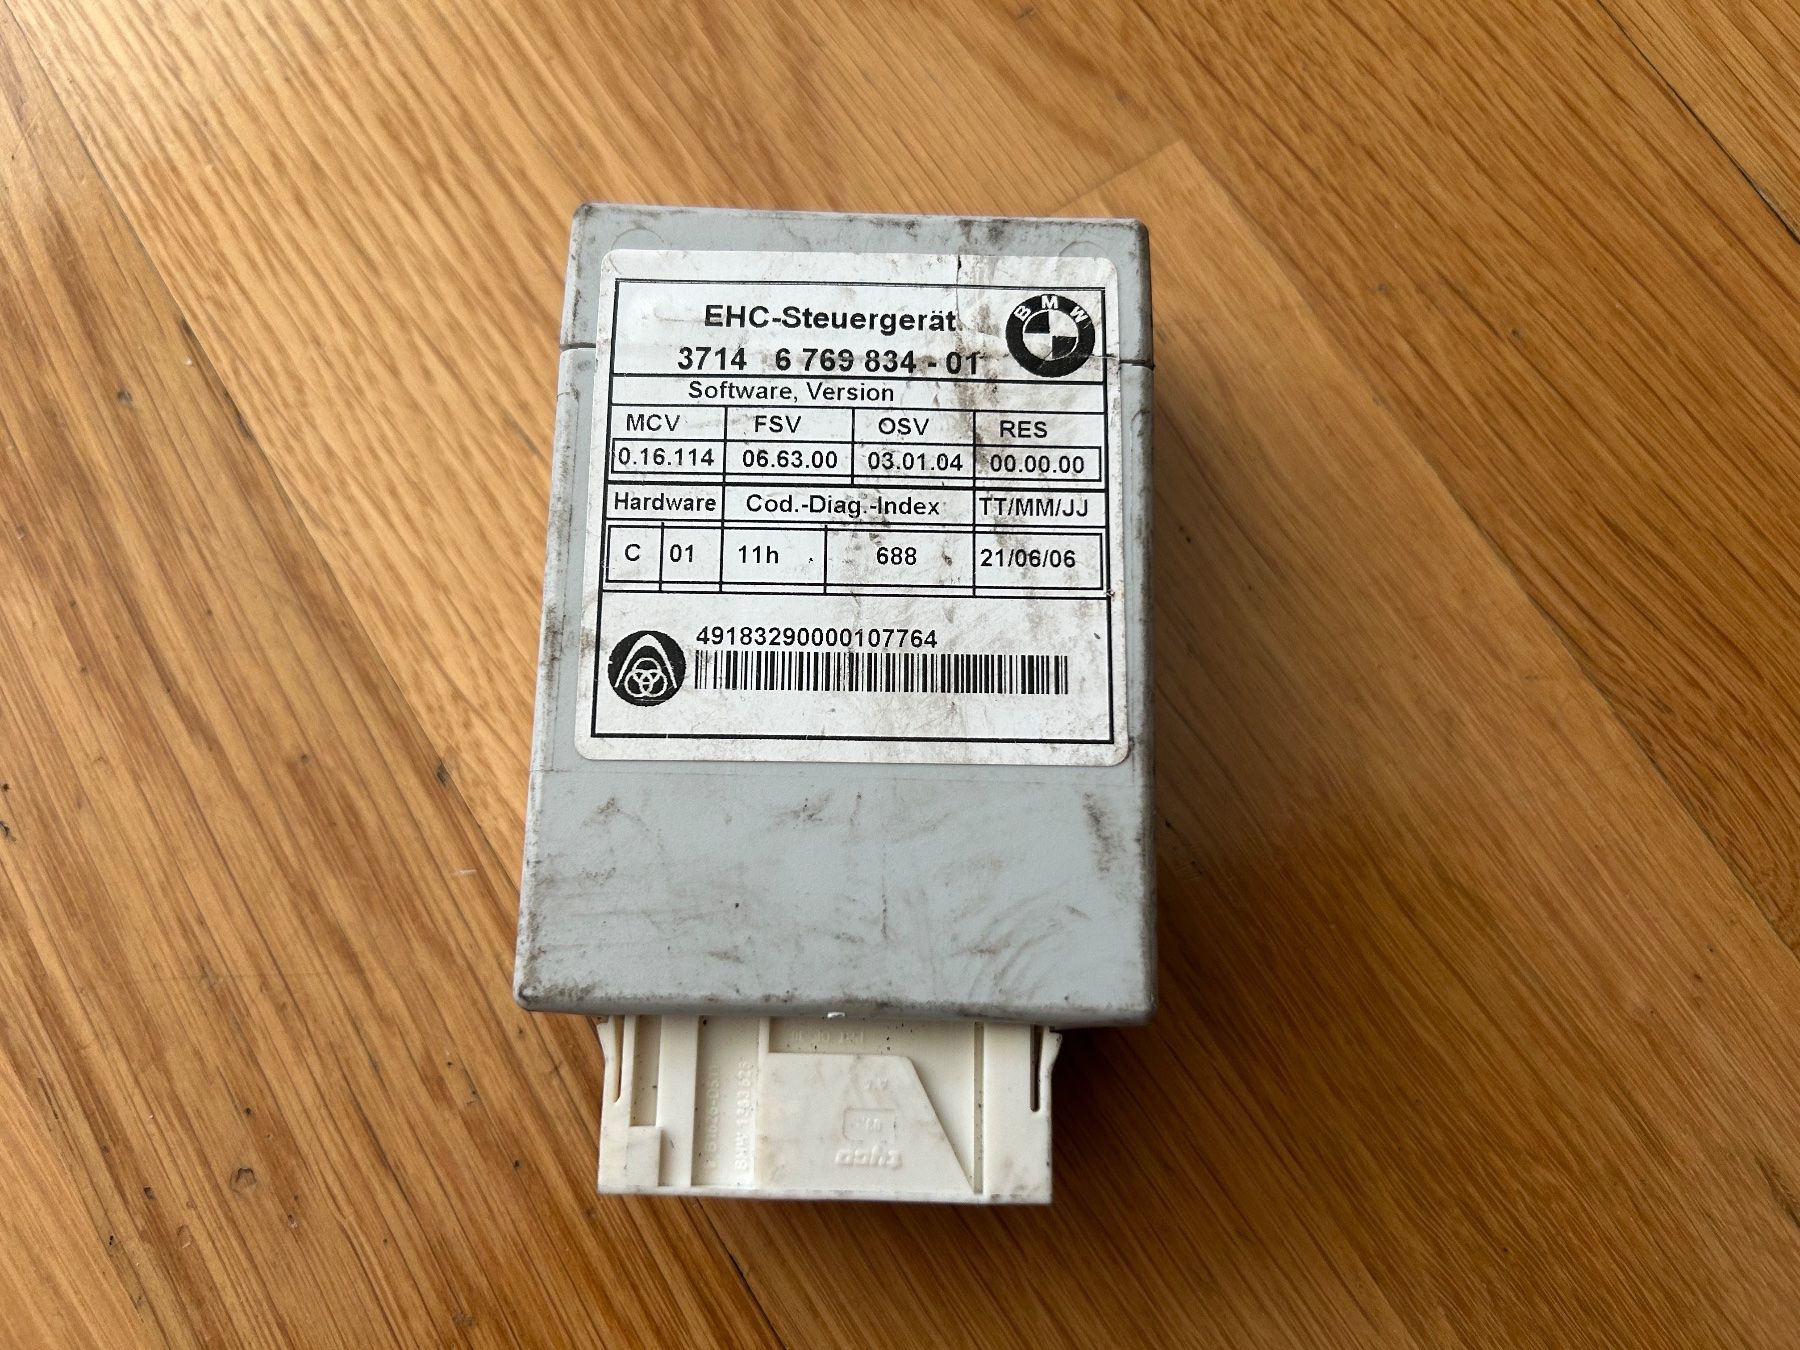 EHC-Steuergerät
BMW
3714 6 769 834 - 01
Software, Version
MCV FSV OSV RES
0.16.114 06.63.00 03.01.04 00.00.00
Hardware Cod.-Diag.-Index TT/MM/JJ
C 01 11h 688 21/06/06
49183290000107764
BMW